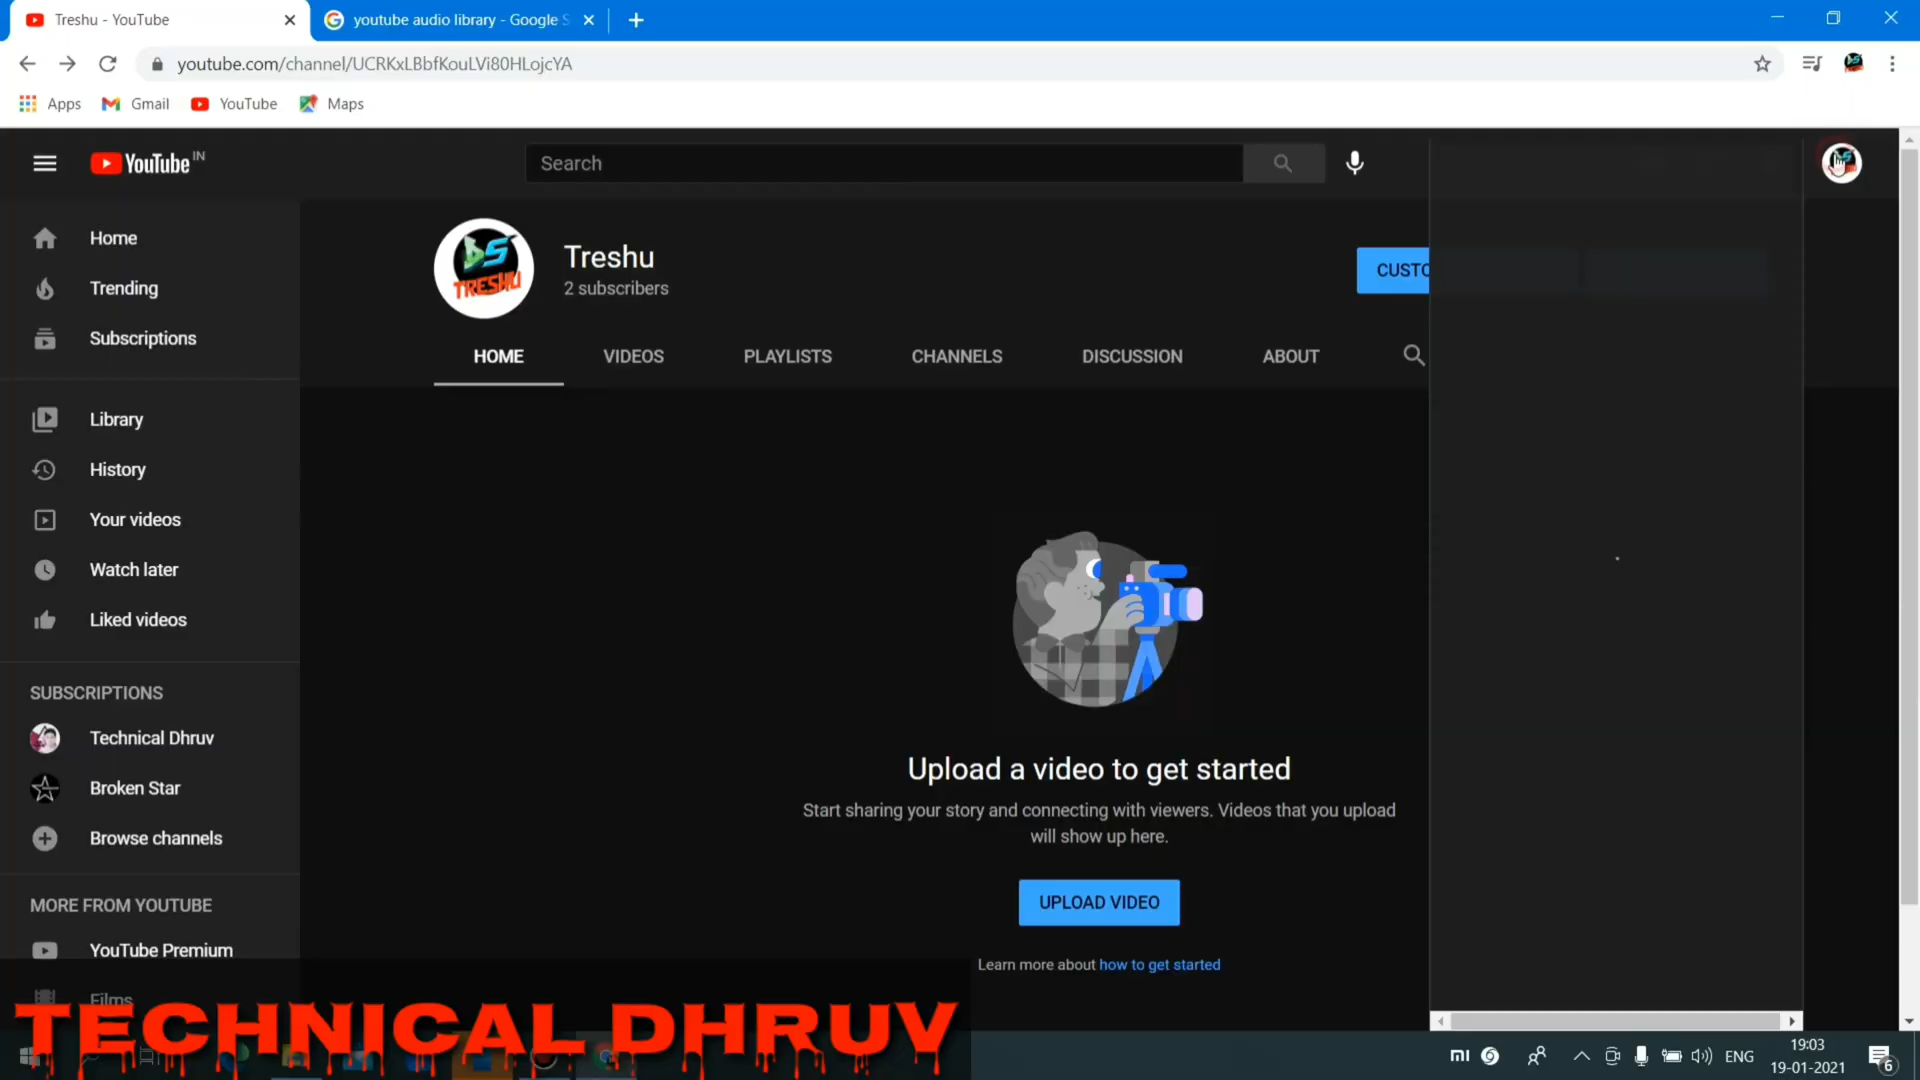 Treshu - YouTube
youtube audio library - Google S
youtube.com/channel/UCRKxLBbfKouLVi80HLojcYA
Apps
Gmail
YouTube
Maps
YouTube IN
Search
Home
Trending
Subscriptions
Library
History
Your videos
Watch later
Liked videos
SUBSCRIPTIONS
Technical Dhruv
Broken Star
Browse channels
MORE FROM YOUTUBE
YouTube Premium
Films
DS
TRESHU
Treshu
2 subscribers
CUSTO
HOME
VIDEOS
PLAYLISTS
CHANNELS
DISCUSSION
ABOUT
Upload a video to get started
Start sharing your story and connecting with viewers. Videos that you upload
will show up here.
UPLOAD VIDEO
Learn more about how to get started
TECHNICAL DHRUV
ENG
19:03
19-01-2021
6